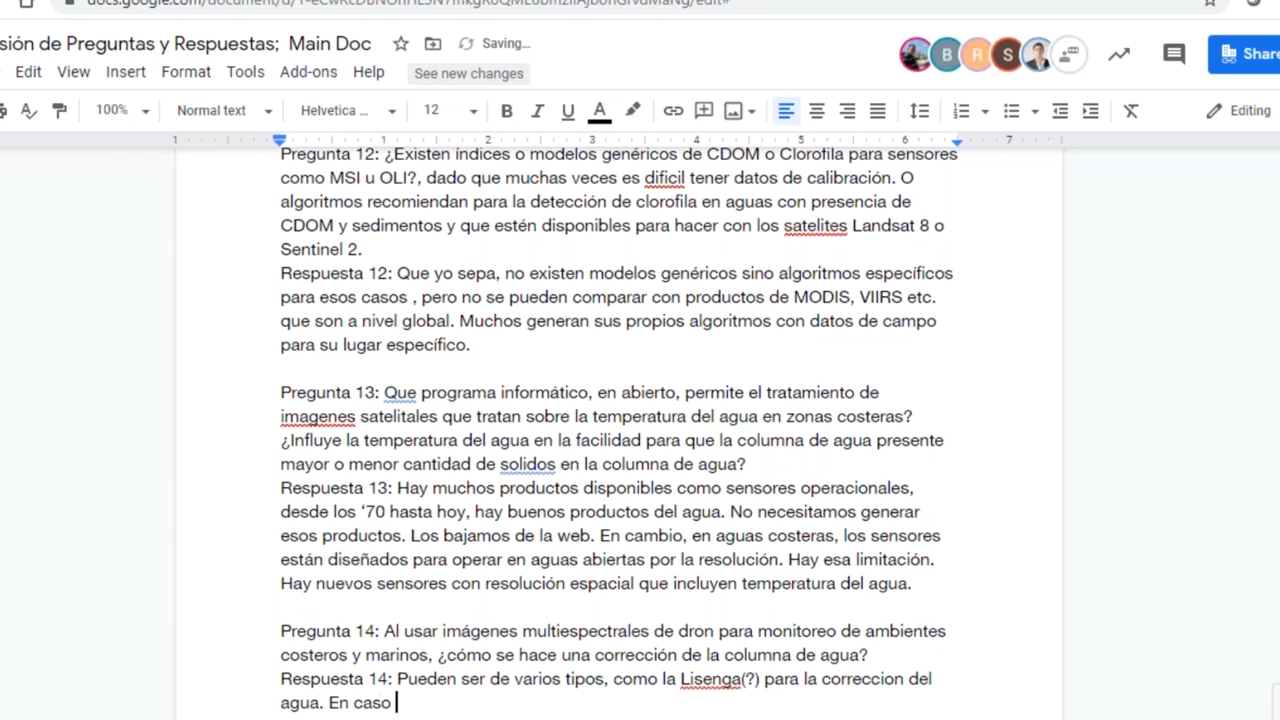 sión de Preguntas y Respuestas; Main Doc
Saving...
Edit View Insert Format Tools Add-ons Help See new changes
B R S
Share
100% Normal text Helvetica ... 12 B I U A Editing
1 1 2 3 4 5 6 7
Pregunta 12: ¿Existen índices o modelos genéricos de CDOM o Clorofila para sensores
como MSI u OLI?, dado que muchas veces es dificil tener datos de calibración. O
algoritmos recomiendan para la detección de clorofila en aguas con presencia de
CDOM y sedimentos y que estén disponibles para hacer con los satelites Landsat 8 o
Sentinel 2.
Respuesta 12: Que yo sepa, no existen modelos genéricos sino algoritmos específicos
para esos casos , pero no se pueden comparar con productos de MODIS, VIIRS etc.
que son a nivel global. Muchos generan sus propios algoritmos con datos de campo
para su lugar específico.
Pregunta 13: Que programa informático, en abierto, permite el tratamiento de
imagenes satelitales que tratan sobre la temperatura del agua en zonas costeras?
¿Influye la temperatura del agua en la facilidad para que la columna de agua presente
mayor o menor cantidad de solidos en la columna de agua?
Respuesta 13: Hay muchos productos disponibles como sensores operacionales,
desde los ‘70 hasta hoy, hay buenos productos del agua. No necesitamos generar
esos productos. Los bajamos de la web. En cambio, en aguas costeras, los sensores
están diseñados para operar en aguas abiertas por la resolución. Hay esa limitación.
Hay nuevos sensores con resolución espacial que incluyen temperatura del agua.
Pregunta 14: Al usar imágenes multiespectrales de dron para monitoreo de ambientes
costeros y marinos, ¿cómo se hace una corrección de la columna de agua?
Respuesta 14: Pueden ser de varios tipos, como la Lisenga(?) para la correccion del
agua. En caso